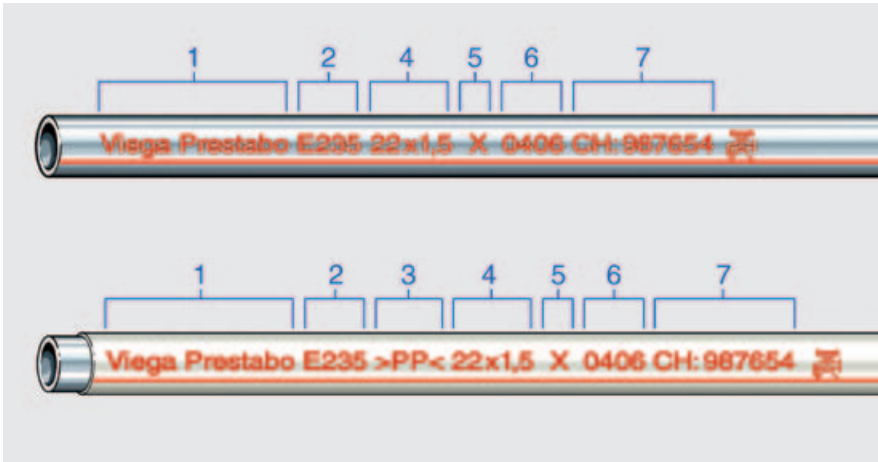 1 2 4 5 6 7
Viega Prestabo E235 22x1,5 X 0406 CH:987654
1 2 3 4 5 6 7
Viega Prestabo E235 >PP< 22x1,5 X 0406 CH:987654